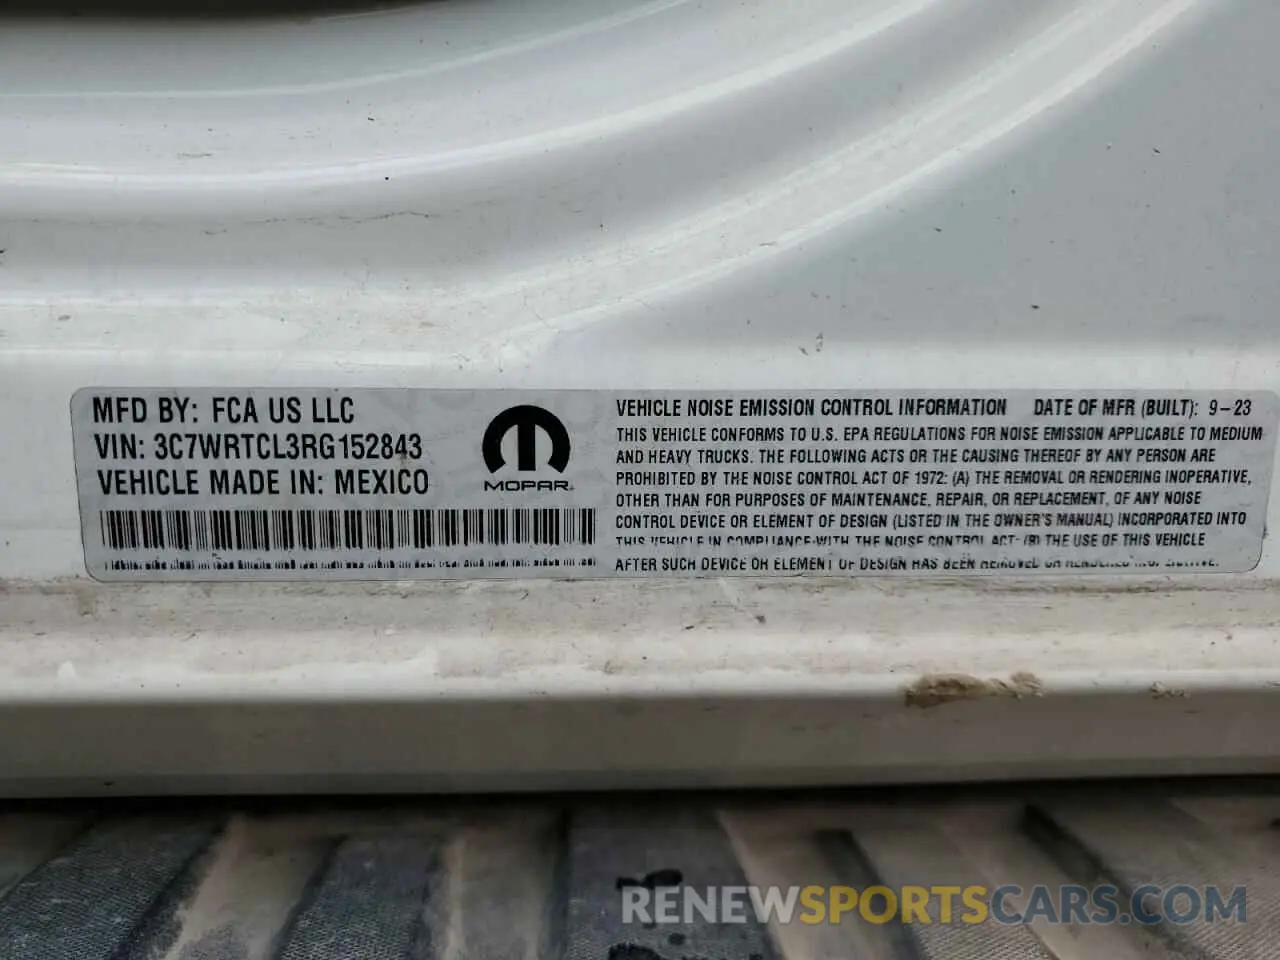 MFD BY: FCA US LLC
VIN: 3C7WRTCL3RG152843
VEHICLE MADE IN: MEXICO
MOPAR
VEHICLE NOISE EMISSION CONTROL INFORMATION DATE OF MFR (BUILT): 9-23
THIS VEHICLE CONFORMS TO U.S. EPA REGULATIONS FOR NOISE EMISSION APPLICABLE TO MEDIUM
AND HEAVY TRUCKS. THE FOLLOWING ACTS OR THE CAUSING THEREOF BY ANY PERSON ARE
PROHIBITED BY THE NOISE CONTROL ACT OF 1972: (A) THE REMOVAL OR RENDERING INOPERATIVE,
OTHER THAN FOR PURPOSES OF MAINTENANCE, REPAIR, OR REPLACEMENT, OF ANY NOISE
CONTROL DEVICE OR ELEMENT OF DESIGN (LISTED IN THE OWNER'S MANUAL) INCORPORATED INTO
THIS VEHICLE IN COMPLIANCE WITH THE NOISE CONTROL ACT: (B) THE USE OF THIS VEHICLE
AFTER SUCH DEVICE OR ELEMENT OF DESIGN HAS BEEN REMOVED OR RENDERED
RENEWSPORTSCARS.COM